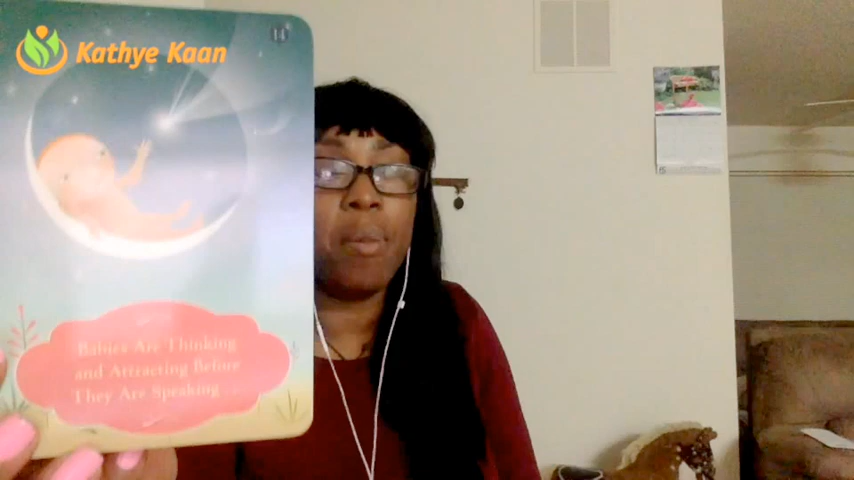 Kathye Kaan
14
Babies Are Thinking
and Attracting Before
They Are Speaking